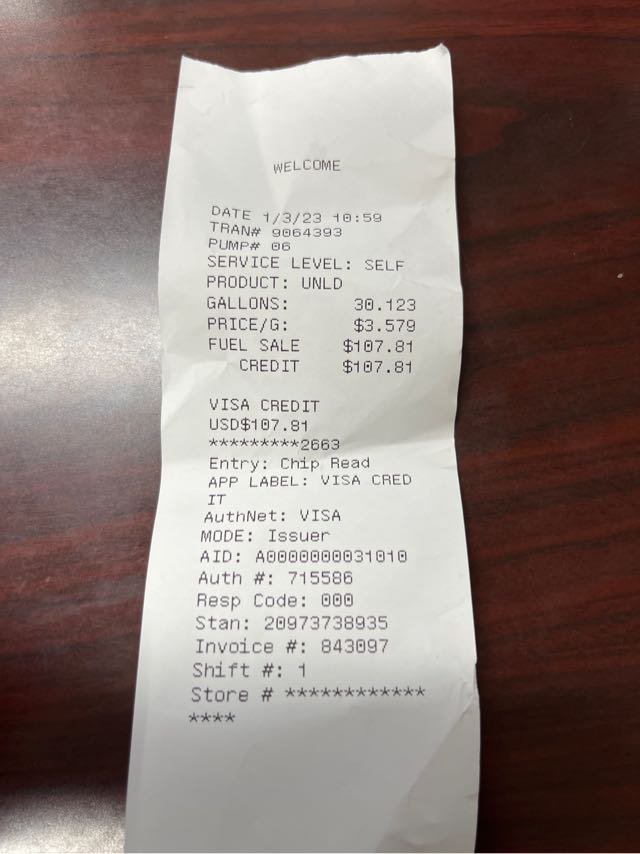 WELCOME
DATE 1/3/23 10:59
TRAN# 9064393
PUMP# 06
SERVICE LEVEL: SELF
PRODUCT: UNLD
GALLONS: 30.123
PRICE/G: $3.579
FUEL SALE $107.81
CREDIT $107.81
VISA CREDIT
USD$107.81
*********2663
Entry: Chip Read
APP LABEL: VISA CRED
IT
AuthNet: VISA
MODE: Issuer
AID: A0000000031010
Auth #: 715586
Resp Code: 000
Stan: 20973738935
Invoice #: 843097
Shift #: 1
Store # ************
****